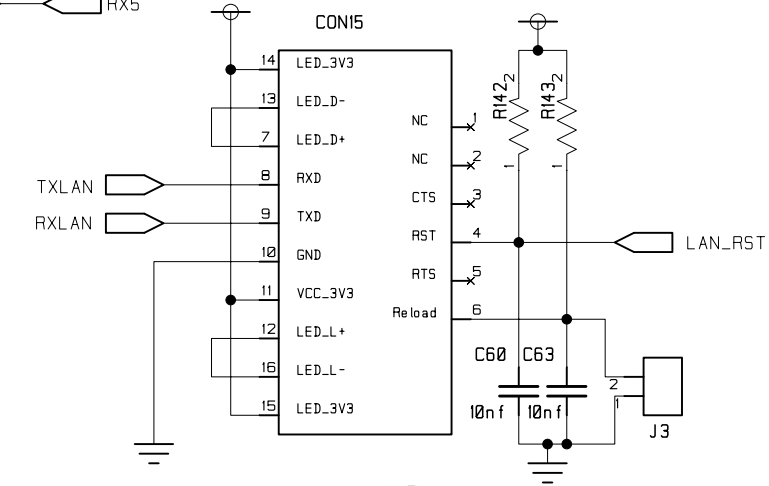 RX5
CON15
14 LED_3V3
13 LED_D-
7 LED_D+
8 RXD
9 TXD
10 GND
11 VCC_3V3
12 LED_L+
16 LED_L-
15 LED_3V3
TXLAN
RXLAN
NC 1
NC 2
CTS 3
RST 4
RTS 5
Reload 6
R142 2
1
R143 2
1
LAN_RST
C60 C63
10nf 10nf
2
1
J3